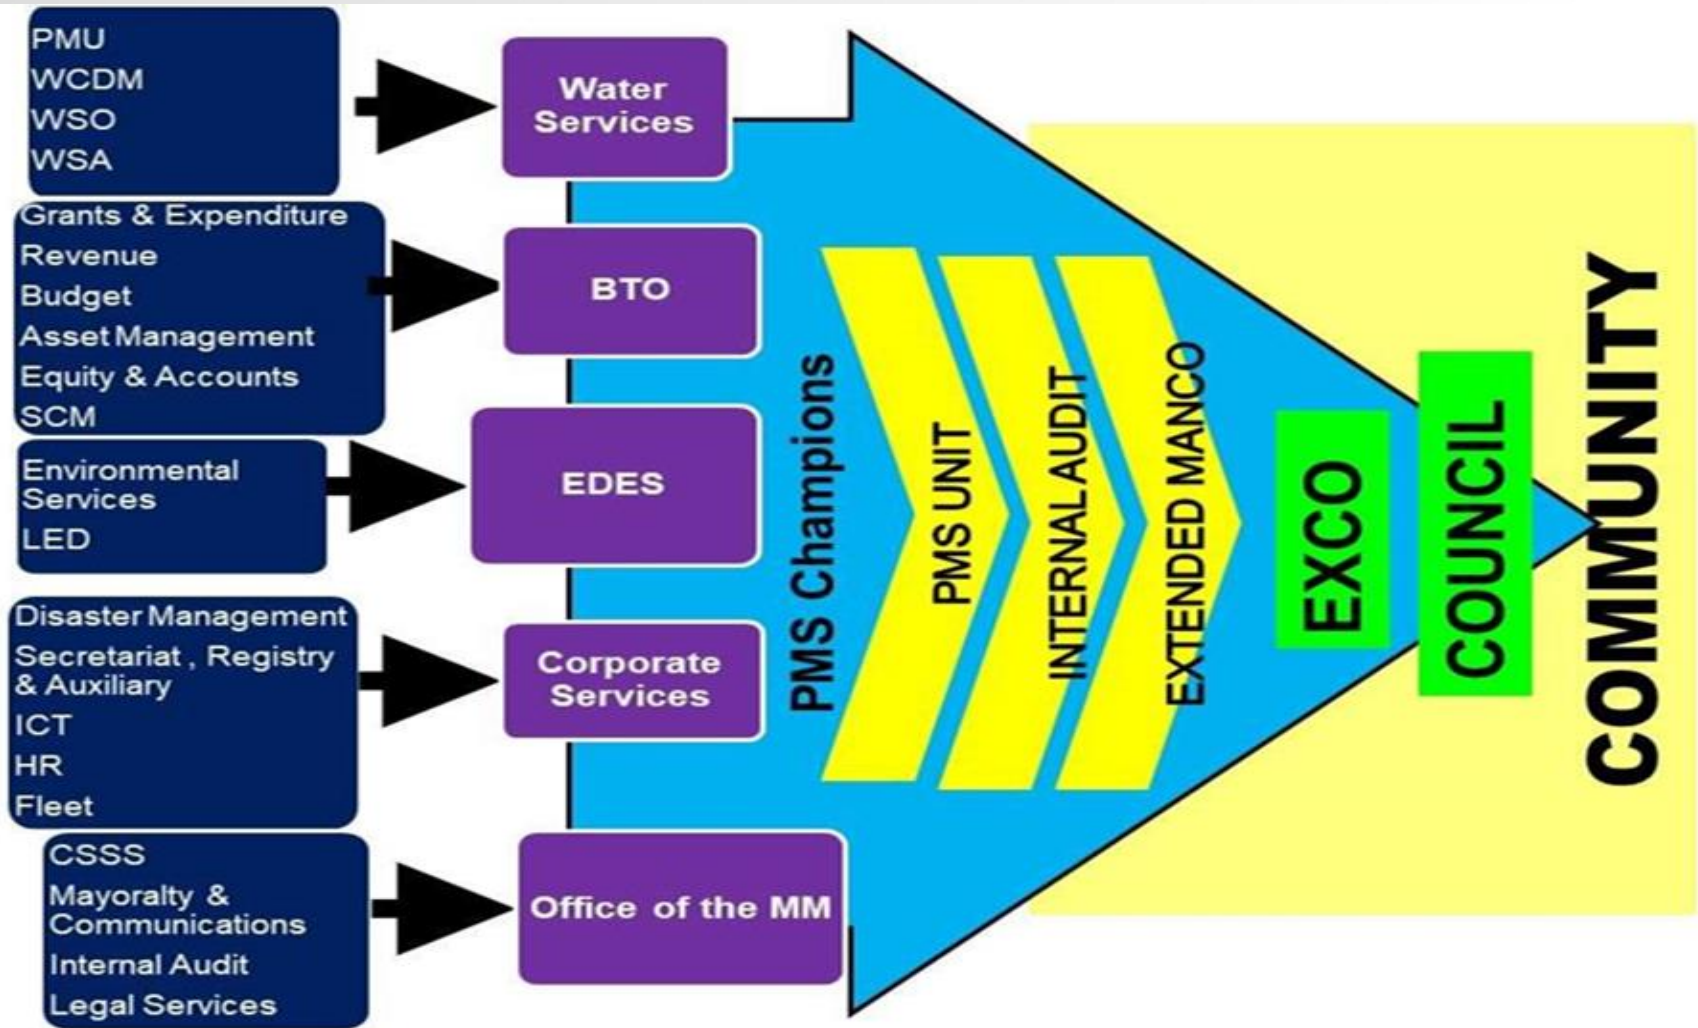 PMU
WCDM
WSO
WSA
Water
Services
Grants & Expenditure
Revenue
Budget
Asset Management
Equity & Accounts
SCM
BTO
Environmental
Services
LED
EDES
Disaster Management
Secretariat , Registry
& Auxiliary
ICT
HR
Fleet
Corporate
Services
CSSS
Mayoralty &
Communications
Internal Audit
Legal Services
Office of the MM
PMS Champions
PMS UNIT
INTERNAL AUDIT
EXTENDED MANCO
EXCO
COUNCIL
COMMUNITY